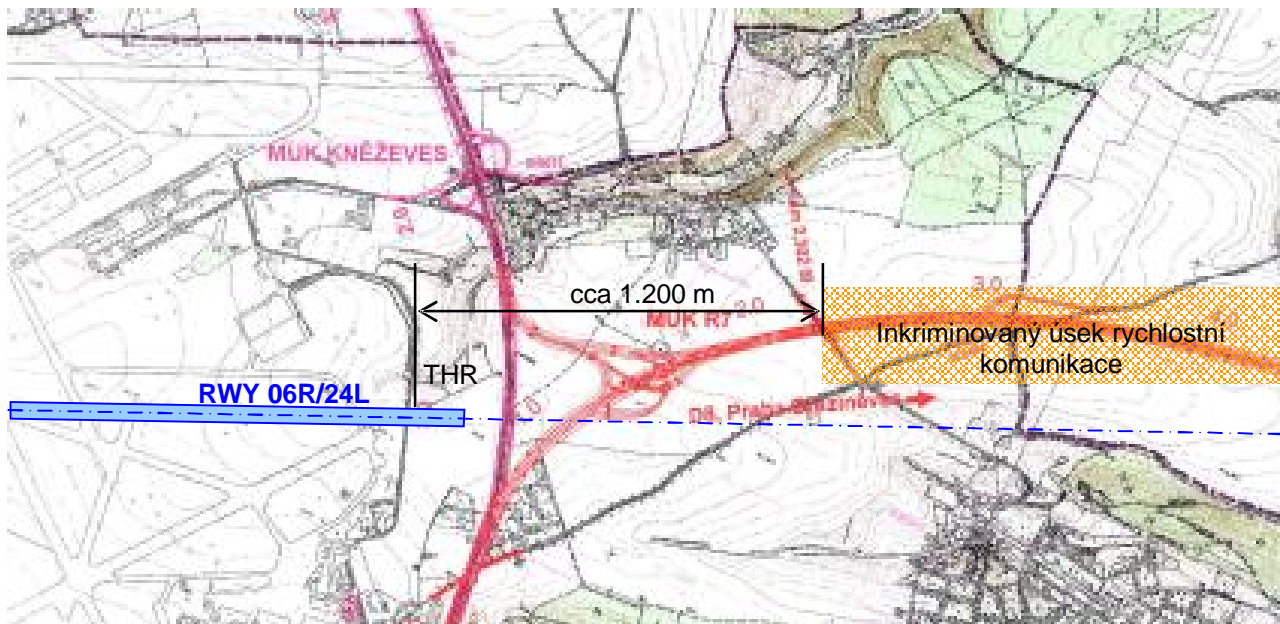 MUK KNĚŽEVES
cca 1.200 m
3,0
2,0
MUK R7
Inkriminovaný úsek rychlostní
komunikace
THR
RWY 06R/24L